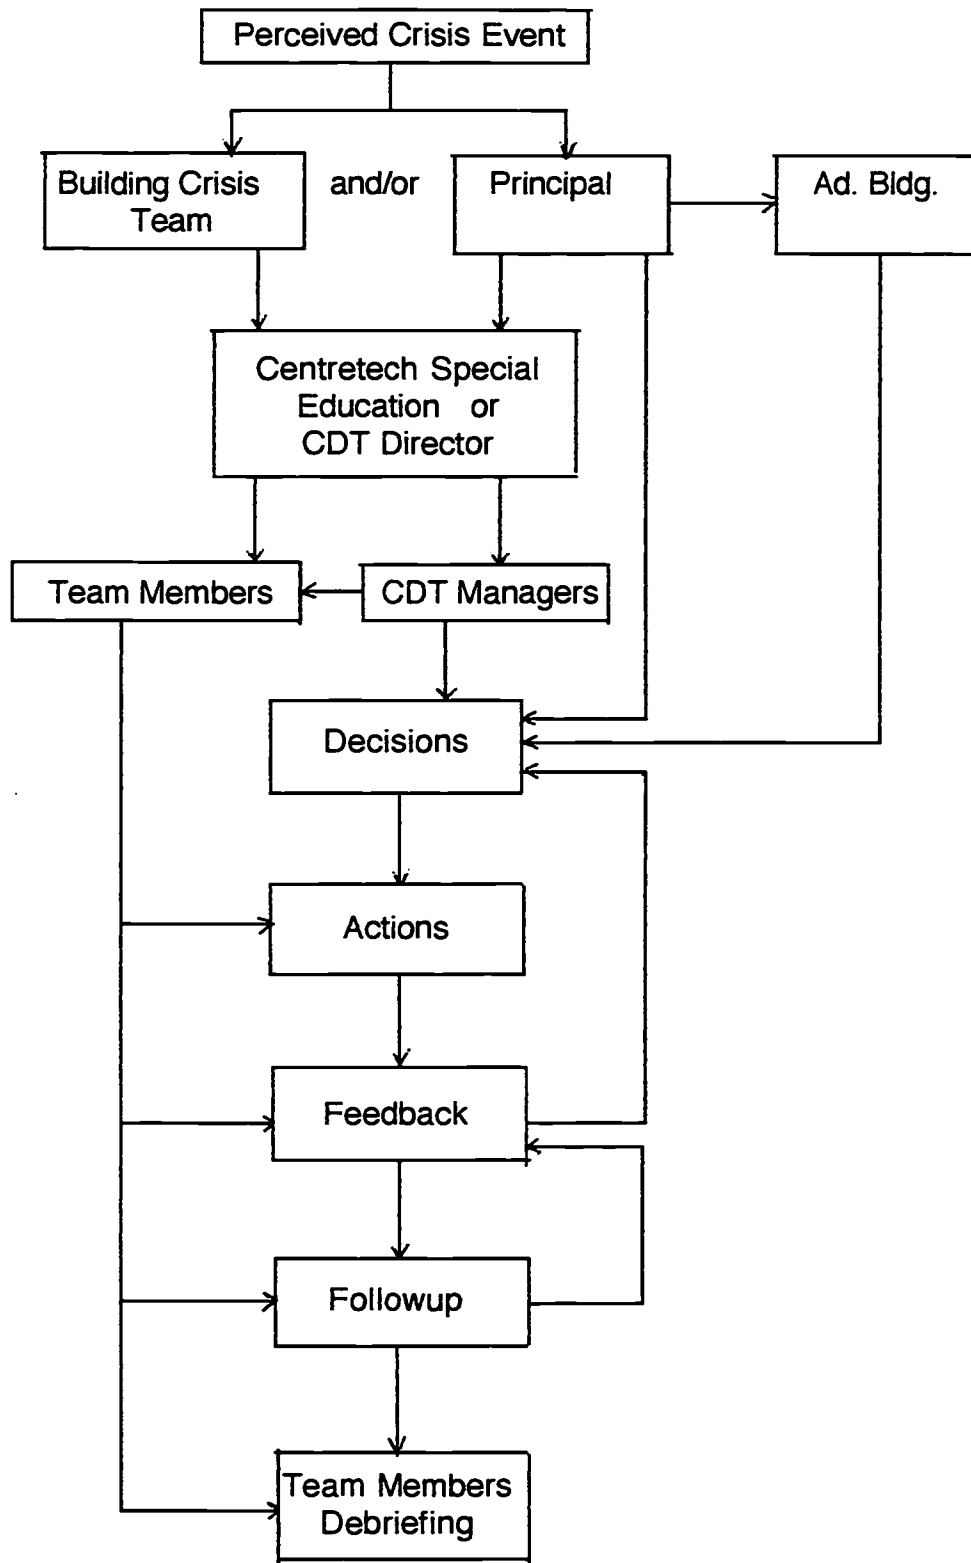 Perceived Crisis Event
Building Crisis
Team
and/or
Principal
Ad. Bldg.
Centretech Special
Education or
CDT Director
Team Members
CDT Managers
Decisions
Actions
Feedback
Followup
Team Members
Debriefing